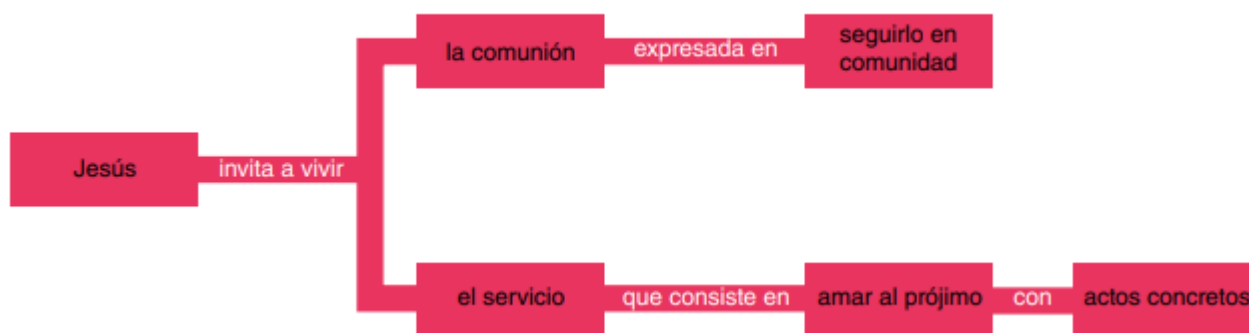 la comunión expresada en seguirlo en
comunidad
Jesús invita a vivir
el servicio que consiste en amar al prójimo con actos concretos